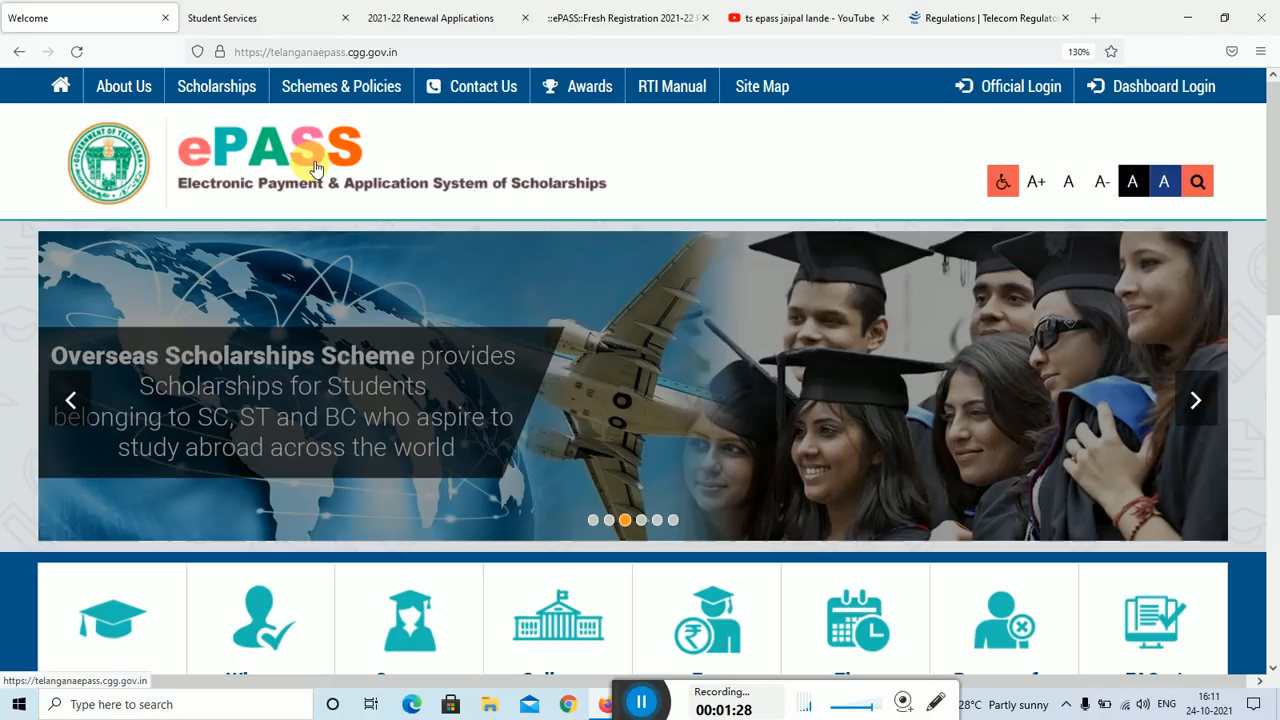 Welcome
Student Services
2021-22 Renewal Applications
::ePASS::Fresh Registration 2021-22
ts epass jaipal lande - YouTube
Regulations | Telecom Regulato
https://telanganaepass.cgg.gov.in
130%
About Us
Scholarships
Schemes & Policies
Contact Us
Awards
RTI Manual
Site Map
Official Login
Dashboard Login
GOVERNMENT OF TELANGANA
ePASS
Electronic Payment & Application System of Scholarships
A+
A
A-
A
A
Overseas Scholarships Scheme provides
Scholarships for Students
belonging to SC, ST and BC who aspire to
study abroad across the world
https://telanganaepass.cgg.gov.in
Type here to search
Recording...
00:01:28
28°C Partly sunny
ENG
16:11
24-10-2021